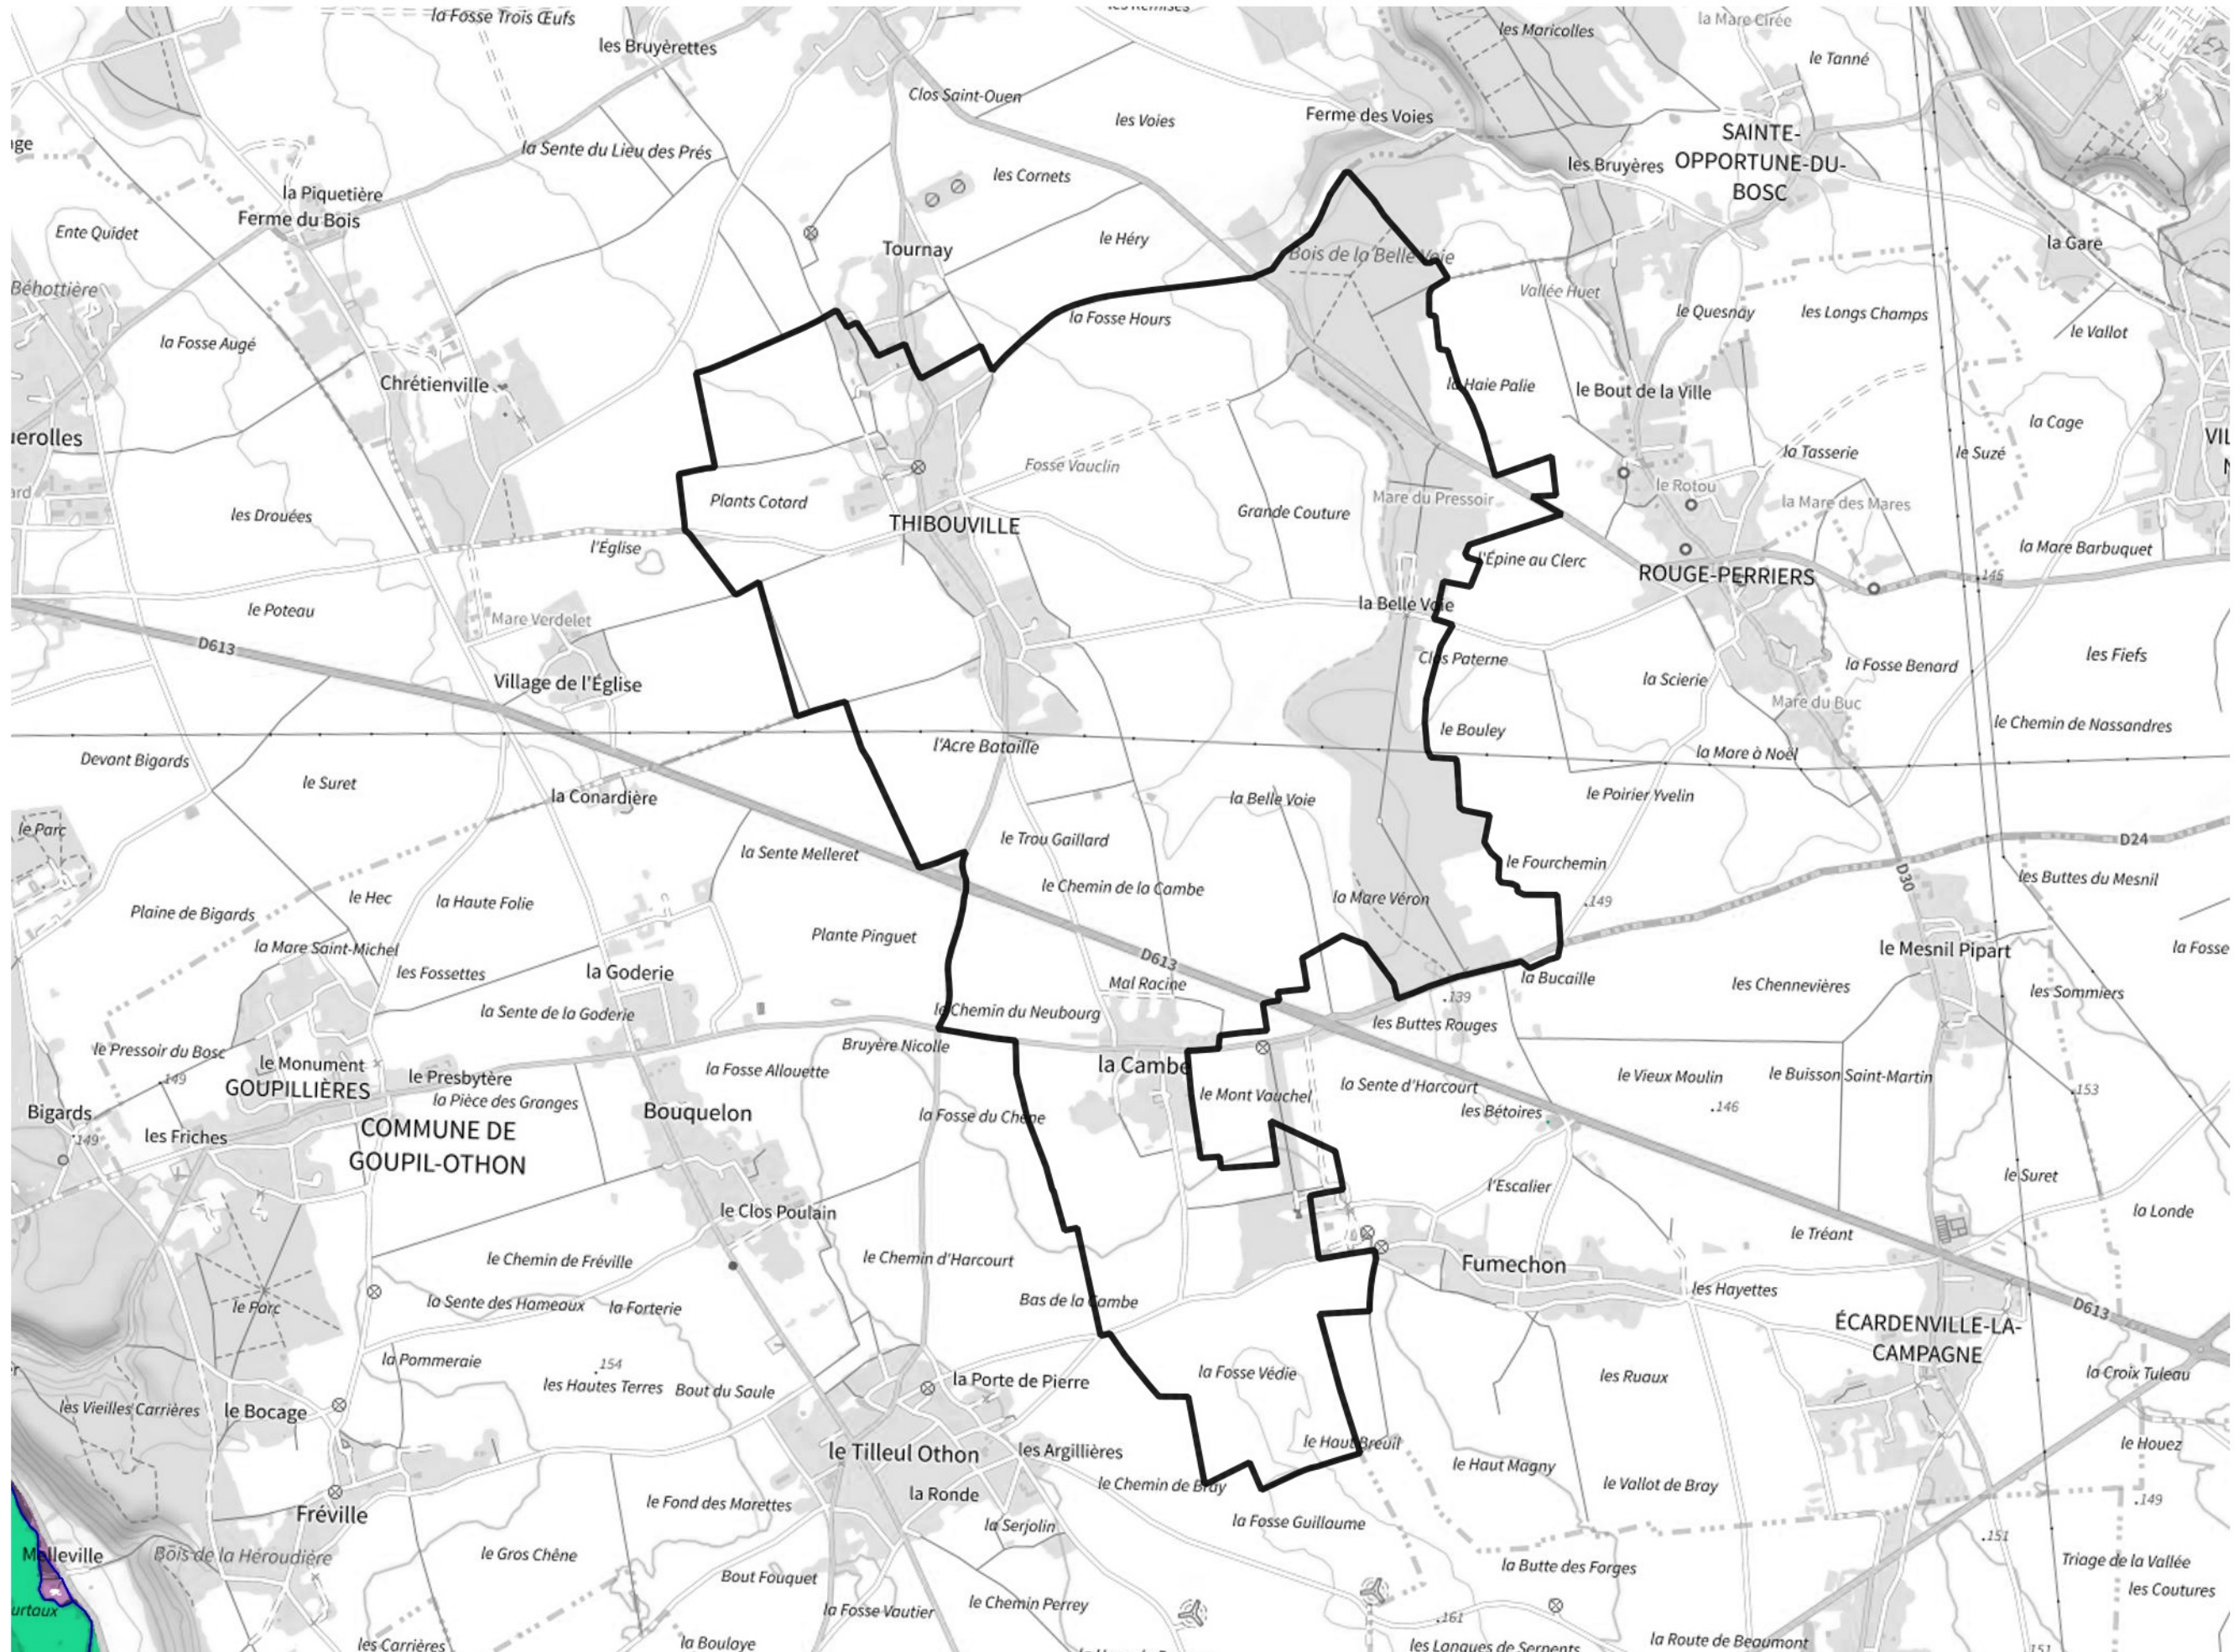 la Fosse Trois Œufs
les Bruyèrettes
les Maricolles
la Mare Cirée
le Tanné
Clos Saint-Ouen
les Voies
Ferme des Voies
SAINTE-
OPPORTUNE-DU-
BOSC
les Bruyères
la Sente du Lieu des Prés
les Cornets
la Piquetière
Ferme du Bois
Ente Quidet
Tournay
le Héry
Bois de la Belle Voie
la Gare
Béhottière
Vallée Huet
la Fosse Hours
le Quesnay
les Longs Champs
le Vallot
la Fosse Augé
Chrétienville
la Haie Palie
le Bout de la Ville
la Cage
la Tasserie
le Suzé
Fosse Vauclin
Plants Cotard
Mare du Pressoir
le Rotou
la Mare des Mares
les Drouées
THIBOUVILLE
Grande Couture
l'Église
l'Épine au Clerc
la Mare Barbuquet
ROUGE-PERRIERS
145
le Poteau
Mare Verdelet
la Belle Voie
D613
Clos Paterne
la Fosse Benard
les Fiefs
Village de l'Église
la Scierie
Mare du Buc
le Chemin de Nassandres
le Bouley
l'Acre Bataille
la Mare à Noël
Devant Bigards
le Suret
la Conardière
la Belle Voie
le Poirier Yvelin
le Parc
le Trou Gaillard
D24
la Sente Melleret
le Fourchemin
D30
les Buttes du Mesnil
le Hec
la Haute Folie
le Chemin de la Cambe
la Mare Véron
149
Plaine de Bigards
Plante Pinguet
la Mare Saint-Michel
le Mesnil Pipart
la Fosse
les Fossettes
la Goderie
D613
Mal Racine
la Bucaille
les Chennevières
les Sommiers
139
la Sente de la Goderie
le Chemin du Neubourg
les Buttes Rouges
le Pressoir du Bosc
Bruyère Nicolle
le Monument
149
GOUPILLIÈRES
le Presbytère
la Fosse Allouette
la Cambe
le Vieux Moulin
le Buisson Saint-Martin
la Pièce des Granges
le Mont Vauchel
la Sente d'Harcourt
153
146
Bigards
Bouquelon
la Fosse du Chêne
les Bétoires
149
les Friches
COMMUNE DE
GOUPIL-OTHON
le Suret
l'Escalier
le Clos Poulain
la Londe
le Tréant
le Chemin de Fréville
le Chemin d'Harcourt
Fumechon
les Hayettes
le Parc
la Sente des Hameaux
la Forterie
Bas de la Cambe
D613
ÉCARDENVILLE-LA-
CAMPAGNE
la Pommeraie
154
les Hautes Terres
Bout du Saule
la Porte de Pierre
la Fosse Védie
les Ruaux
la Croix Tuleau
les Vieilles Carrières
le Bocage
le Haut Breuil
le Houez
le Tilleul Othon
les Argillières
le Haut Magny
le Chemin de Bray
le Vallot de Bray
la Ronde
le Fond des Marettes
149
Fréville
la Serjolin
la Fosse Guillaume
151
Melleville
Bois de la Héroudière
le Gros Chêne
la Butte des Forges
Triage de la Vallée
Bout Fouquet
les Coutures
la Fosse Vautier
le Chemin Perrey
161
les Carrières
la Boulaye
les Longues de Serpents
la Route de Beaumont
151